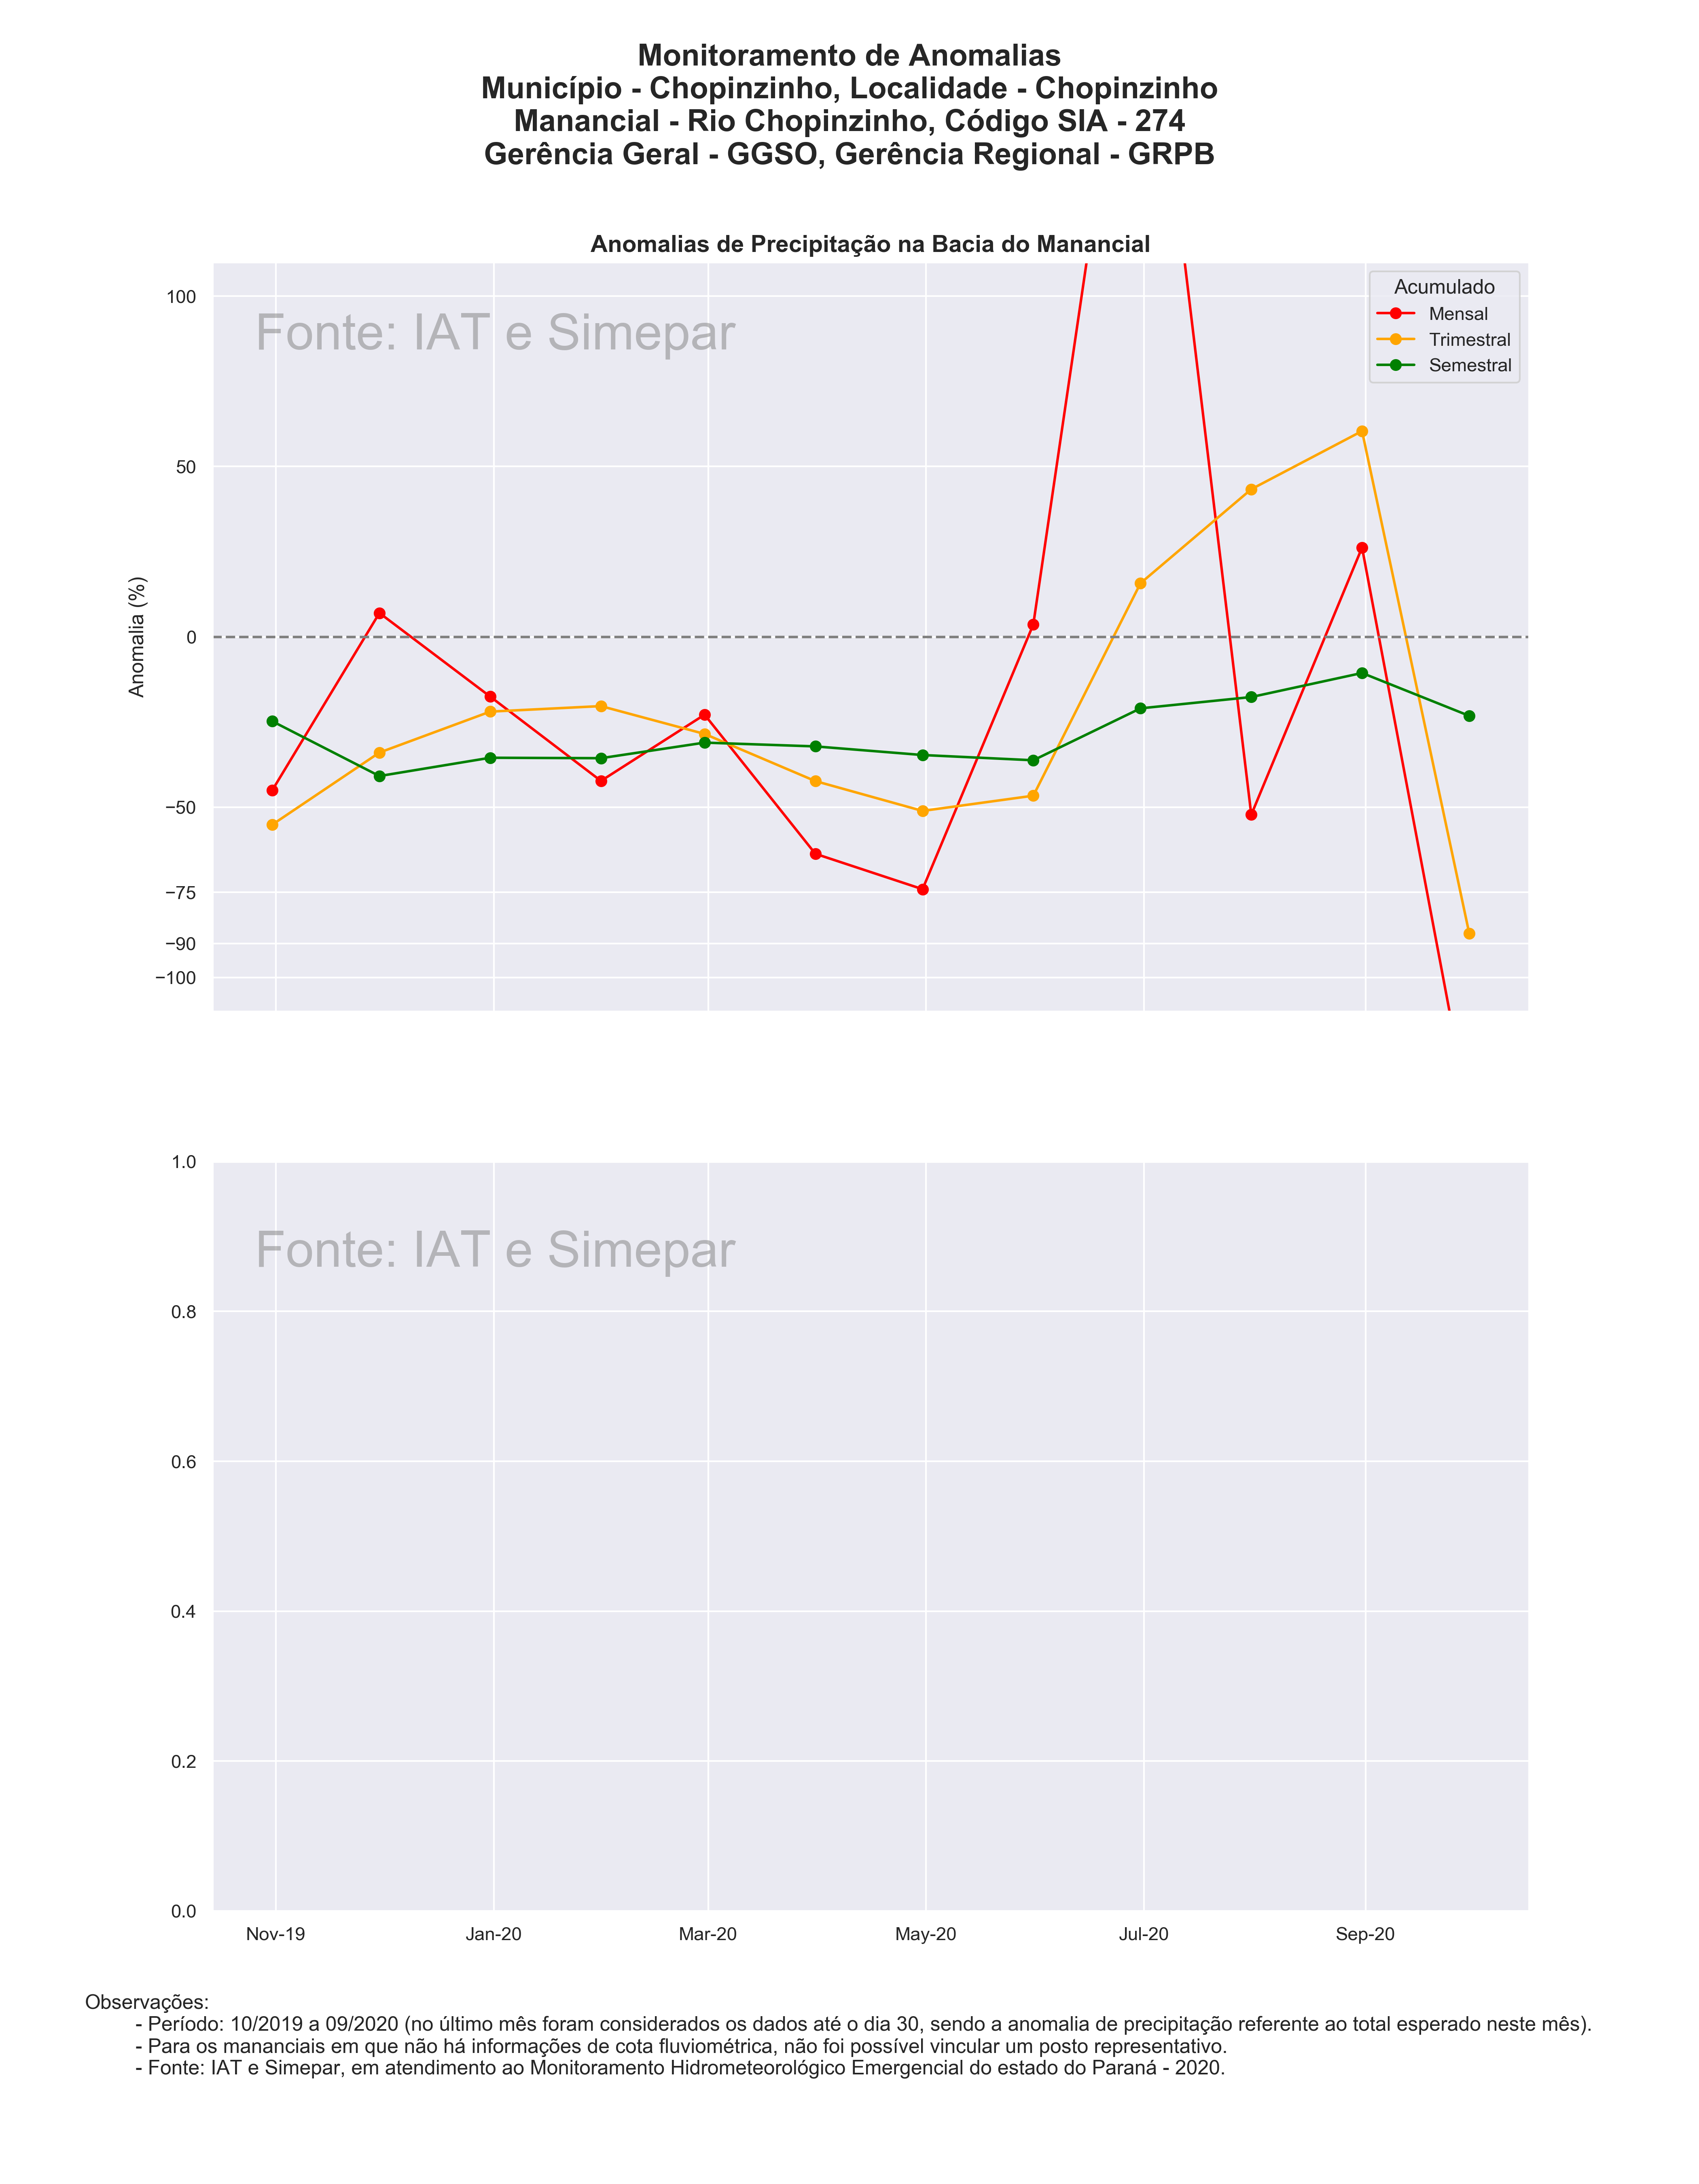 Monitoramento de Anomalias
Município - Chopinzinho, Localidade - Chopinzinho
Manancial - Rio Chopinzinho, Código SIA - 274
Gerência Geral - GGSO, Gerência Regional - GRPB
Anomalias de Precipitação na Bacia do Manancial
Fonte: IAT e Simepar
Acumulado
Mensal
Trimestral
Semestral
Anomalia (%)
100
50
0
−50
−75
−90
−100
Fonte: IAT e Simepar
1.0
0.8
0.6
0.4
0.2
0.0
Nov-19 Jan-20 Mar-20 May-20 Jul-20 Sep-20
Observações:
- Período: 10/2019 a 09/2020 (no último mês foram considerados os dados até o dia 30, sendo a anomalia de precipitação referente ao total esperado neste mês).
- Para os mananciais em que não há informações de cota fluviométrica, não foi possível vincular um posto representativo.
- Fonte: IAT e Simepar, em atendimento ao Monitoramento Hidrometeorológico Emergencial do estado do Paraná - 2020.